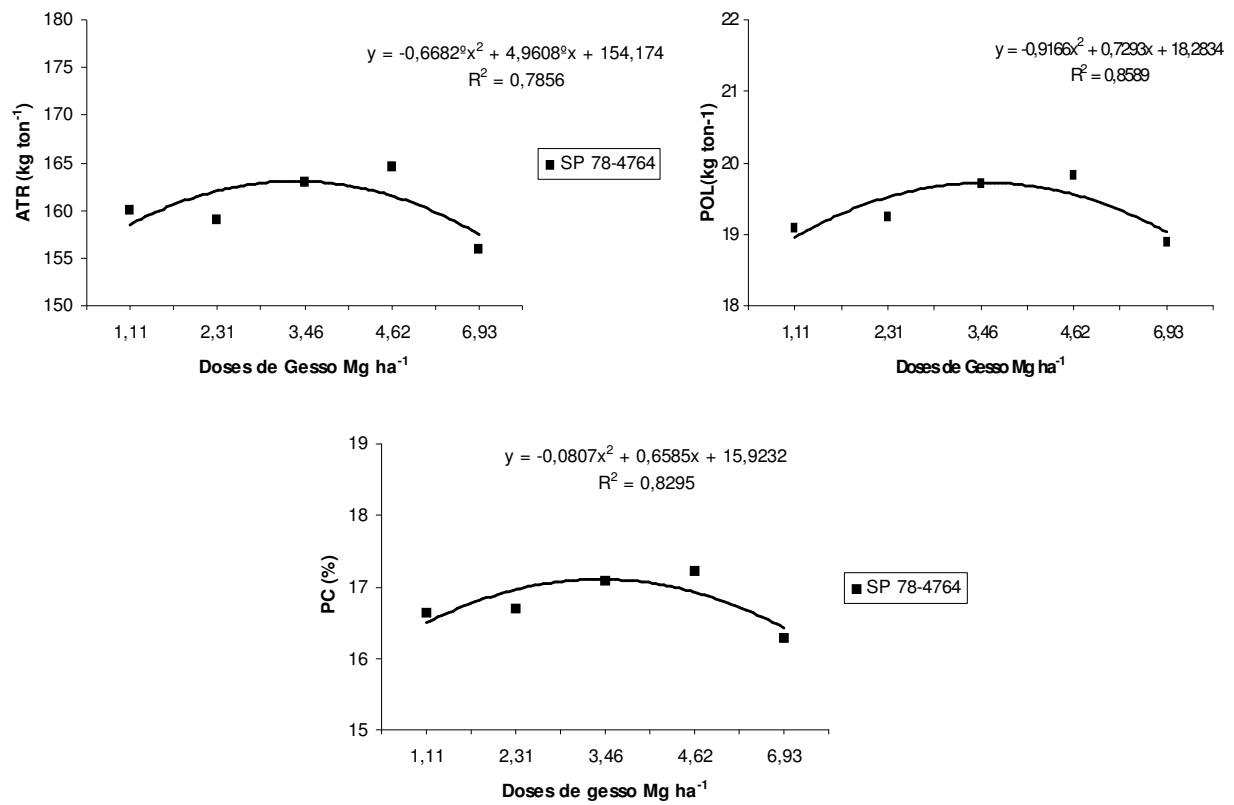 180
175
170
165
160
155
150
ATR (kg ton-1)
y = -0,6682ºx2 + 4,9608ºx + 154,174
R2 = 0,7856
SP 78-4764
1,11 2,31 3,46 4,62 6,93
Doses de Gesso Mg ha-1
22
21
20
19
18
POL(kg ton-1)
y = -0,9166x2 + 0,7293x + 18,2834
R2 = 0,8589
1,11 2,31 3,46 4,62 6,93
Doses de Gesso Mg ha-1
19
18
17
16
15
PC (%)
y = -0,0807x2 + 0,6585x + 15,9232
R2 = 0,8295
SP 78-4764
1,11 2,31 3,46 4,62 6,93
Doses de gesso Mg ha-1